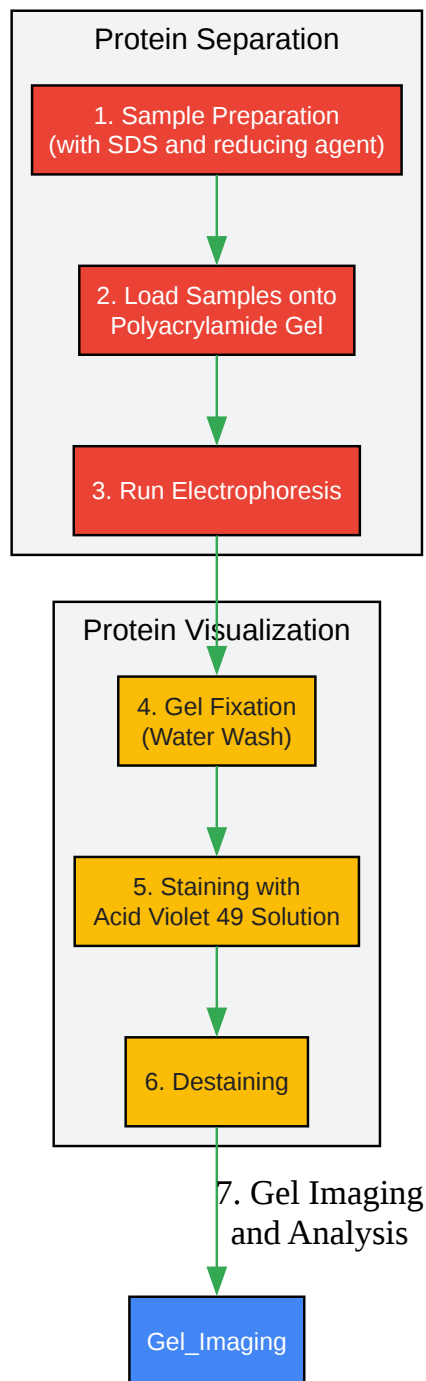 Protein Separation
1. Sample Preparation
(with SDS and reducing agent)
2. Load Samples onto
Polyacrylamide Gel
3. Run Electrophoresis
Protein Visualization
4. Gel Fixation
(Water Wash)
5. Staining with
Acid Violet 49 Solution
6. Destaining
7. Gel Imaging
and Analysis
Gel_Imaging